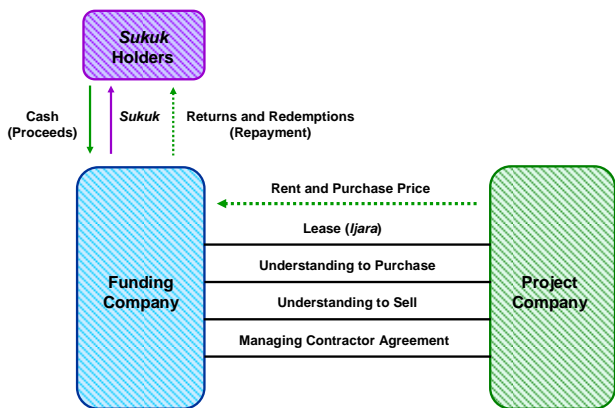 Sukuk
Holders
Cash
(Proceeds)
Sukuk
Returns and Redemptions
(Repayment)
Rent and Purchase Price
Lease (Ijara)
Understanding to Purchase
Funding
Company
Project
Company
Understanding to Sell
Managing Contractor Agreement